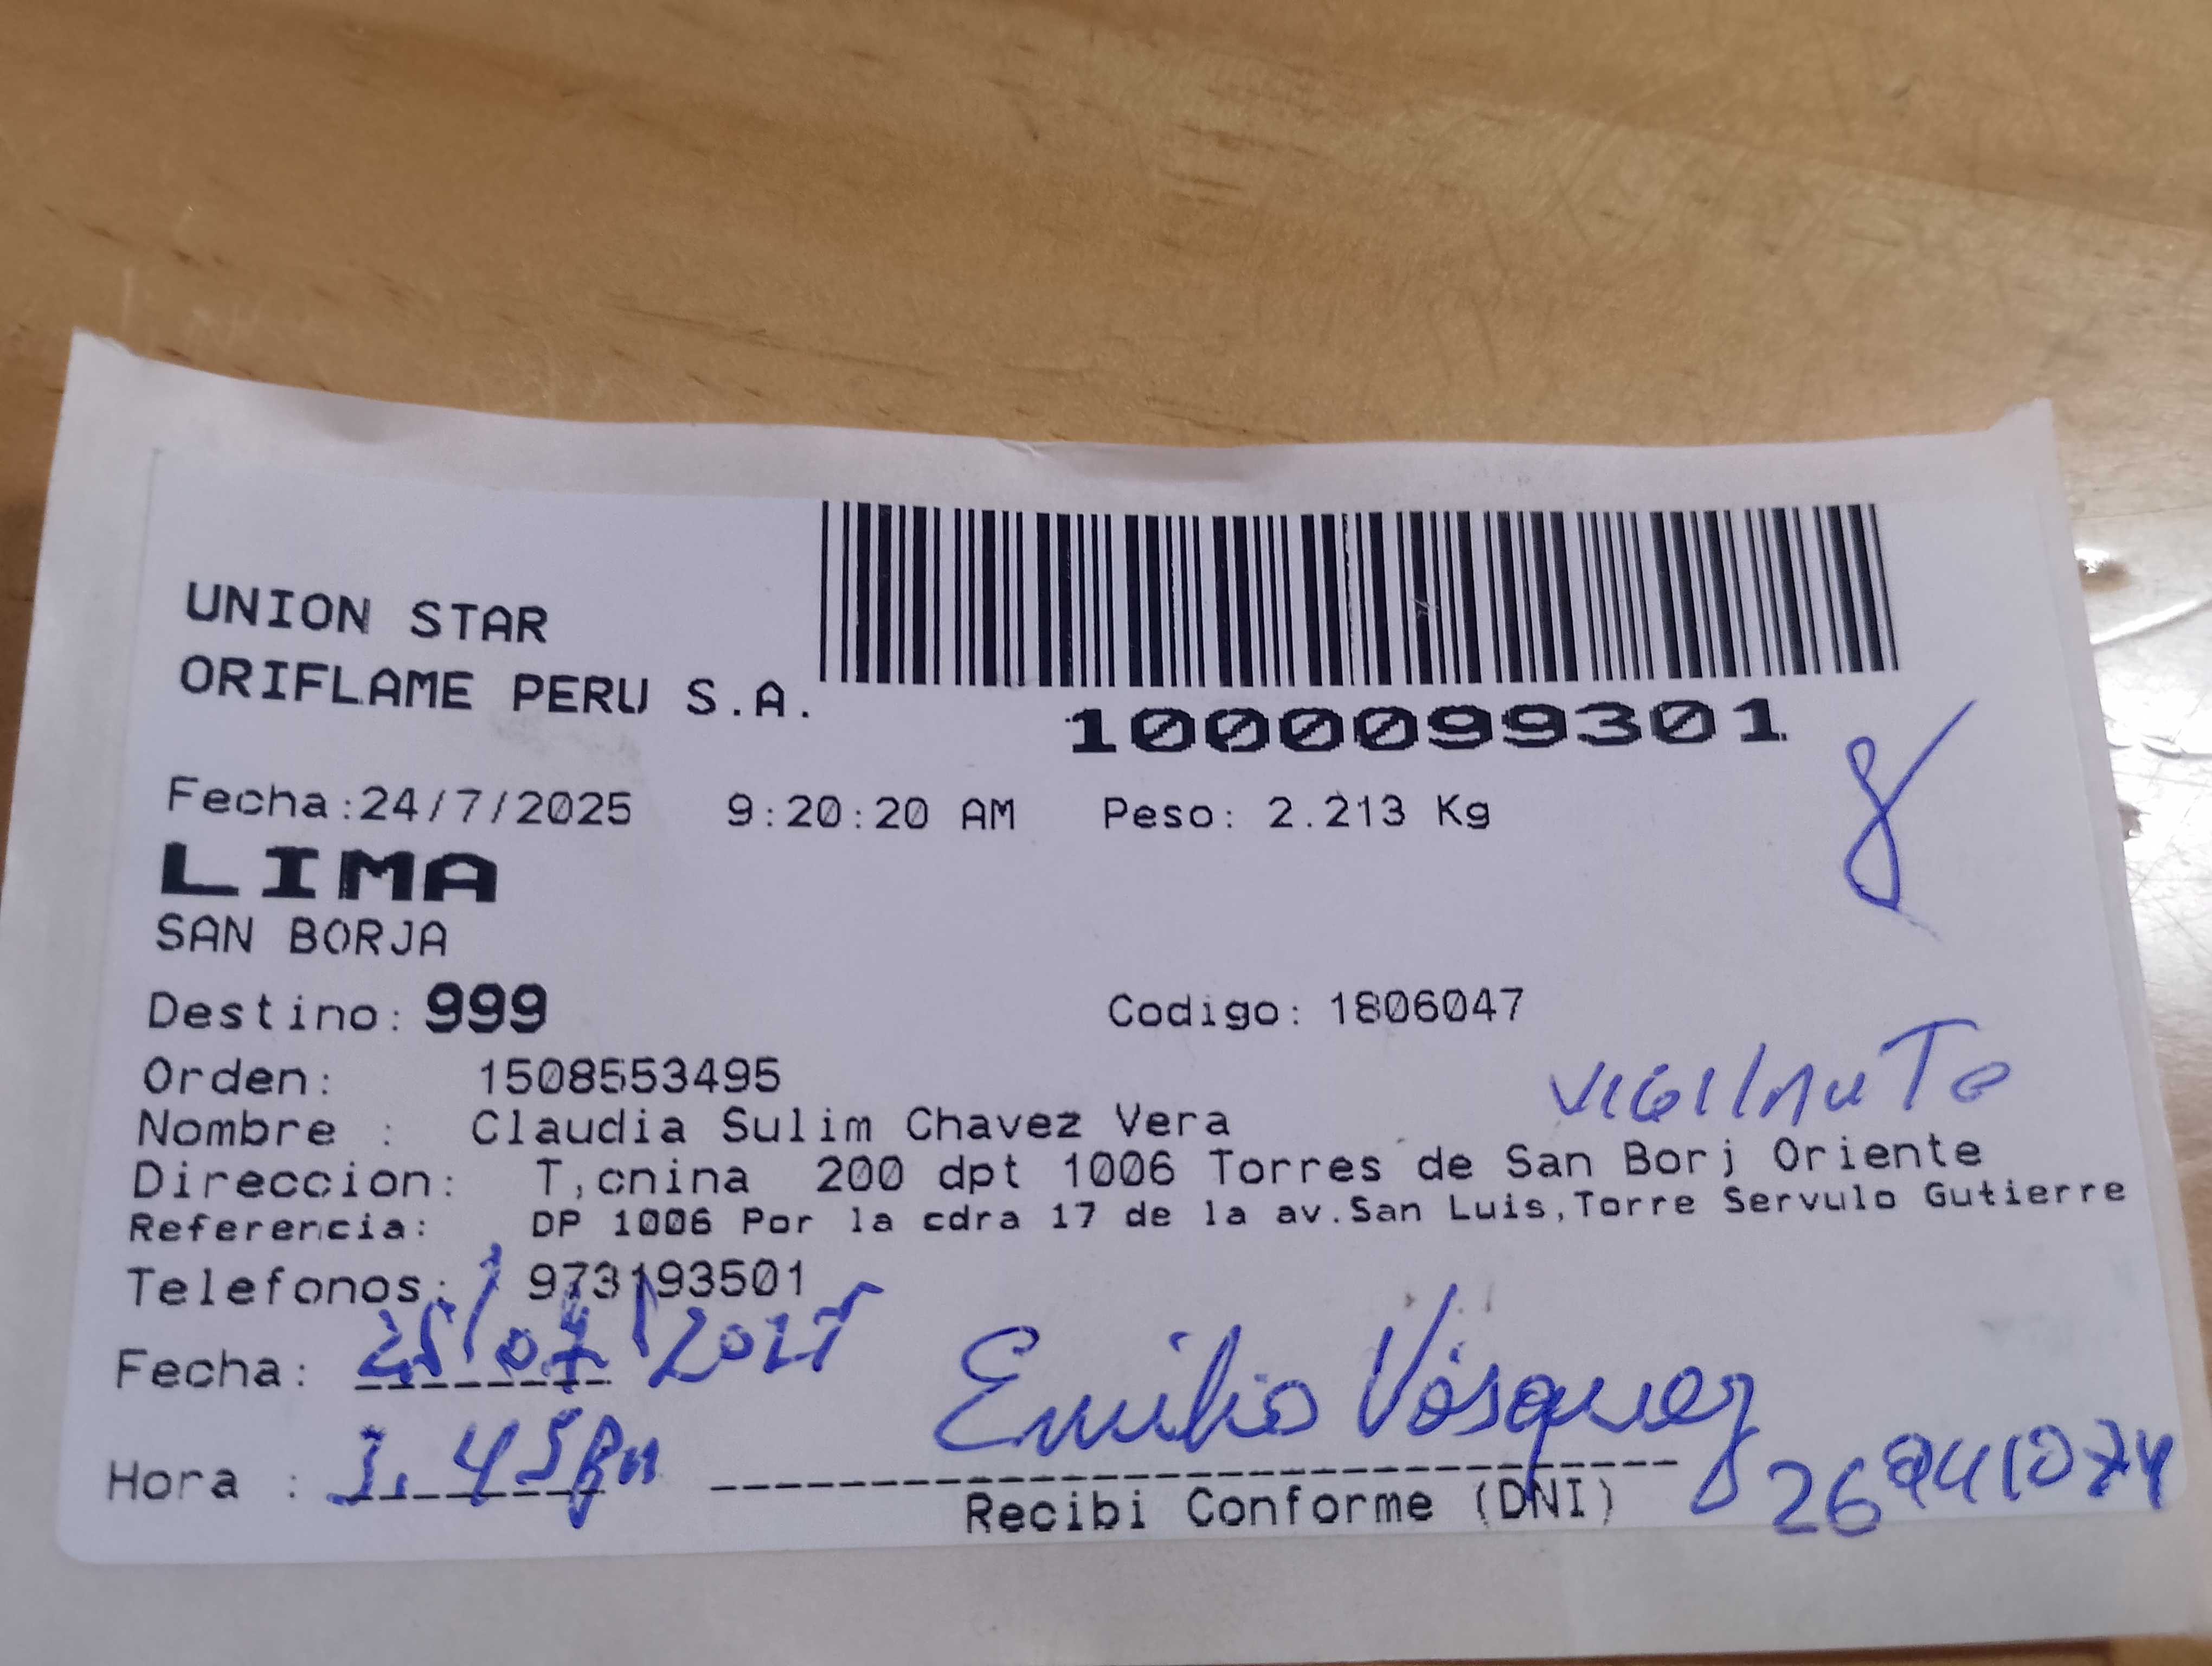 UNION STAR
ORIFLAME PERU S.A.
1000099301
8
Fecha:24/7/2025 9:20:20 AM Peso: 2.213 Kg
LIMA
SAN BORJA
Destino: 999 Codigo: 1806047
Orden: 1508553495
VIGILANTE
Nombre : Claudia Sulim Chavez Vera
Direccion: T,cnina 200 dpt 1006 Torres de San Borj Oriente
Referencia: DP 1006 Por la cdra 17 de la av.San Luis,Torre Servulo Gutierre
Telefonos: 973193501
Fecha: 25/07/2025
Emilio Vásquez
Hora :
Recibi Conforme (DNI)